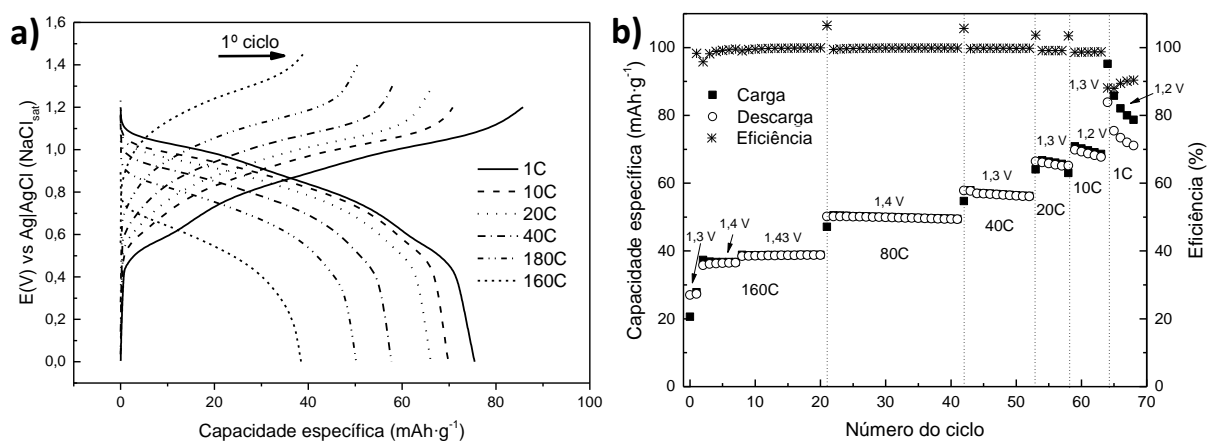 a)
1,6
1,4
1,2
1,0
0,8
0,6
0,4
0,2
0,0
E(V) vs Ag|AgCl (NaCl_sat)
1º ciclo
1C
10C
20C
40C
180C
160C
0 20 40 60 80 100
Capacidade específica (mAh·g⁻¹)
b)
100
80
60
40
20
0
Capacidade específica (mAh·g⁻¹)
Carga
Descarga
Eficiência
1,3 V
1,4 V
1,43 V
160C
1,4 V
80C
1,3 V
40C
1,3 V
20C
1,2 V
10C
1,3 V
1,2 V
1C
100
80
60
40
20
0
Eficiência (%)
0 10 20 30 40 50 60 70
Número do ciclo